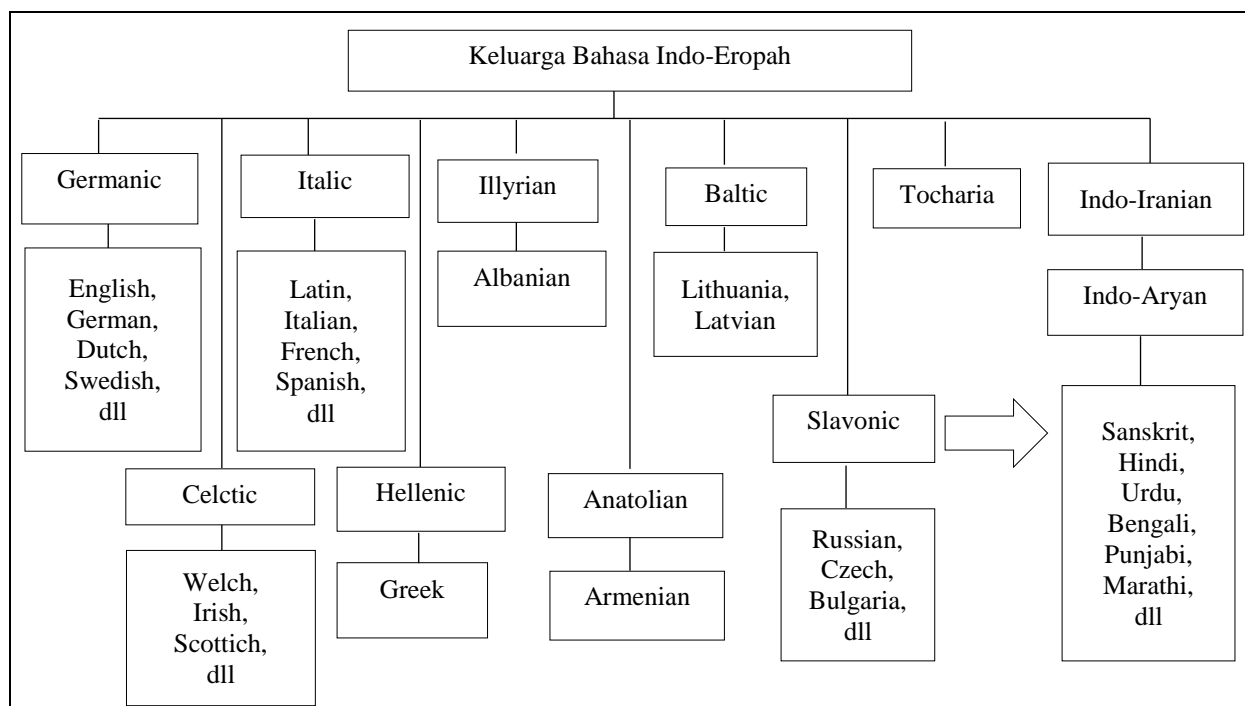 Keluarga Bahasa Indo-Eropah
Germanic
Italic
Illyrian
Baltic
Tocharia
Indo-Iranian
English,
German,
Dutch,
Swedish,
dll
Latin,
Italian,
French,
Spanish,
dll
Albanian
Lithuania,
Latvian
Indo-Aryan
Slavonic
Sanskrit,
Hindi,
Urdu,
Bengali,
Punjabi,
Marathi,
dll
Celctic
Hellenic
Anatolian
Welch,
Irish,
Scottich,
dll
Greek
Armenian
Russian,
Czech,
Bulgaria,
dll